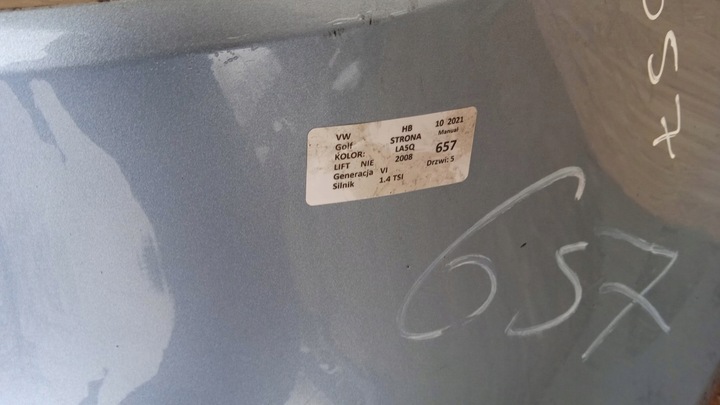 VW HB 10 2021
Golf STRONA Manual
KOLOR: LA5Q 657
LIFT NIE 2008 Drzwi: 5
Generacja VI
Silnik 1.4 TSI
657